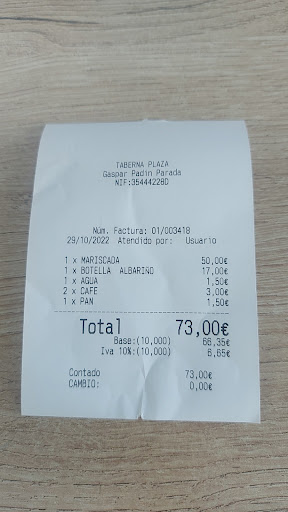 TABERNA PLAZA
Gaspar Padin Parada
NIF:35444228D
Núm. Factura: 01/003418
29/10/2022 Atendido por: Usuario
1 x MARISCADA 50,00€
1 x BOTELLA ALBARIÑO 17,00€
1 x AGUA 1,50€
2 x CAFE 3,00€
1 x PAN 1,50€
Total 73,00€
Base:(10,000) 66,35€
Iva 10%:(10,000) 6,65€
Contado 73,00€
CAMBIO: 0,00€